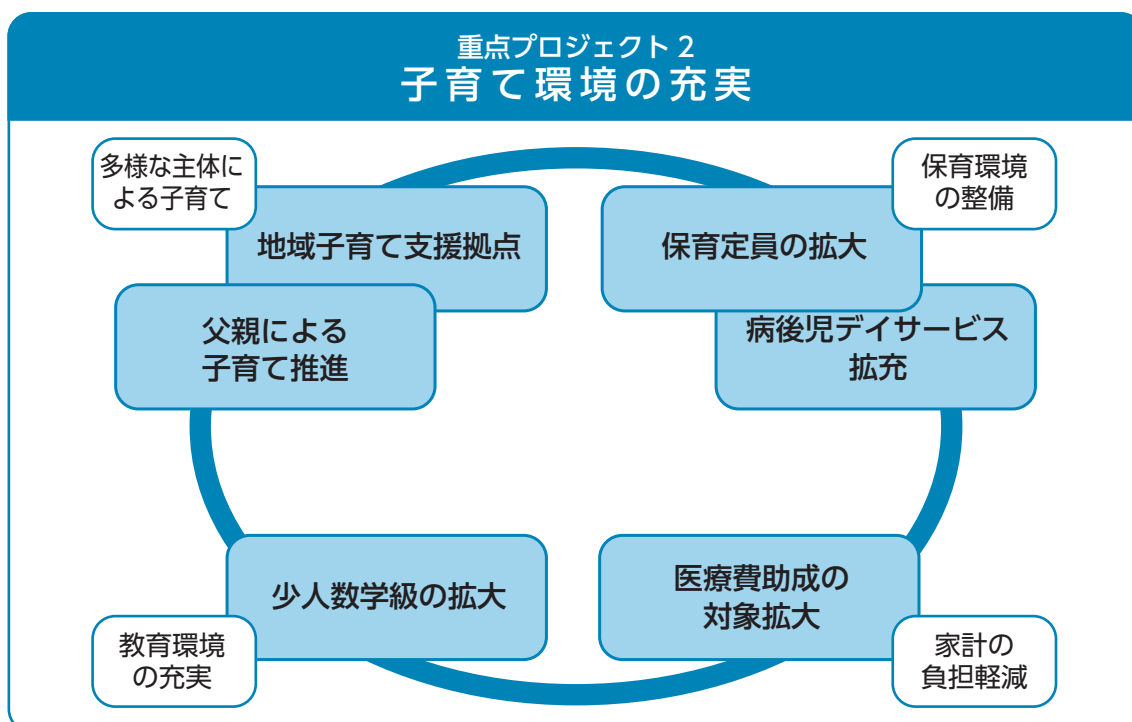 重点プロジェクト 2
子育て環境の充実
多様な主体に
よる子育て
地域子育て支援拠点
父親による
子育て推進
保育環境
の整備
保育定員の拡大
病後児デイサービス
拡充
少人数学級の拡大
教育環境
の充実
医療費助成の
対象拡大
家計の
負担軽減